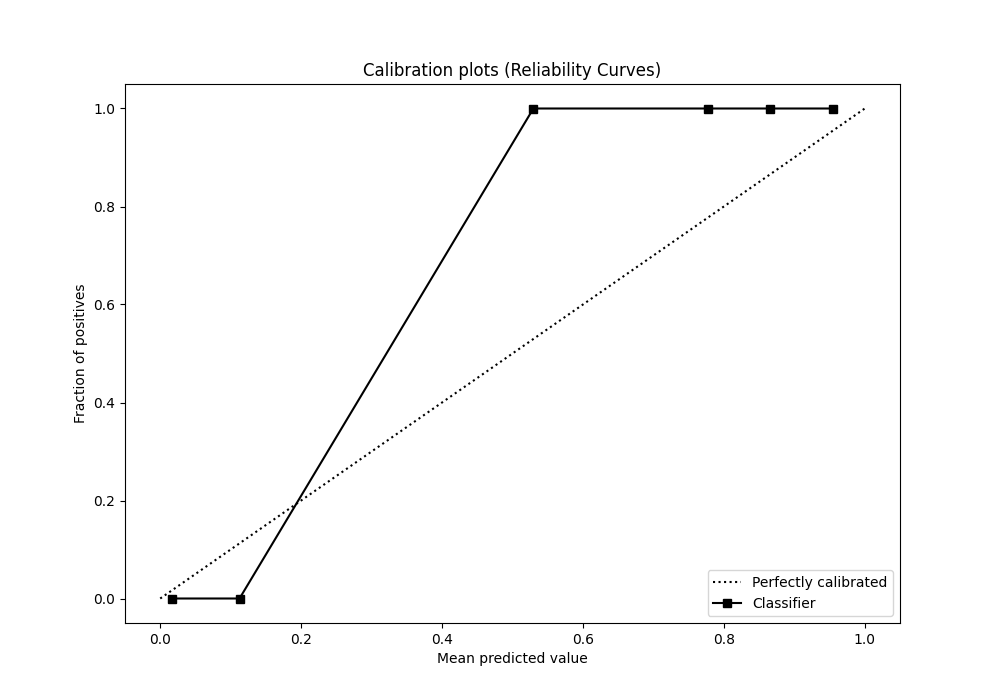 Calibration plots (Reliability Curves)
1.0
0.8
0.6
0.4
0.2
0.0
Fraction of positives
0.0 0.2 0.4 0.6 0.8 1.0
Mean predicted value
Perfectly calibrated
Classifier